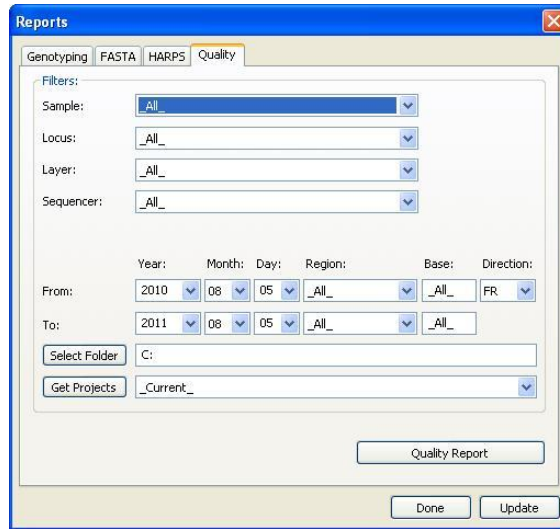 Reports
Genotyping FASTA HARPS Quality
Filters:
Sample: _All_
Locus: _All_
Layer: _All_
Sequencer: _All_
Year: Month: Day: Region: Base: Direction:
From: 2010 08 05 _All_ _All_ FR
To: 2011 08 05 _All_ _All_
Select Folder C:
Get Projects _Current_
Quality Report
Done Update